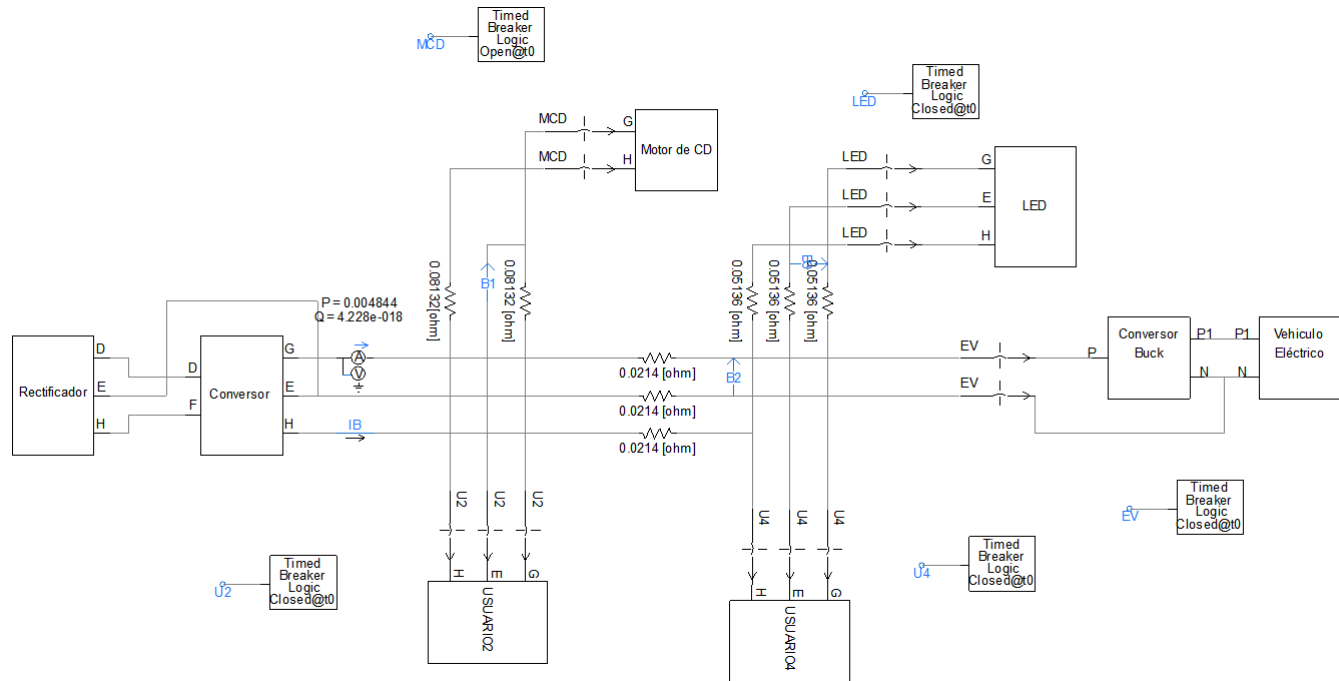 Timed
Breaker
Logic
Open@t0
MCD
Timed
Breaker
Logic
Closed@t0
LED
MCD
G
MCD
H
Motor de CD
LED
G
LED
E
LED
H
LED
0.08132[ohm]
B1
0.08132 [ohm]
0.05136 [ohm]
0.05136 [ohm]
0.05136 [ohm]
P = 0.004844
Q = 4.228e-018
Rectificador
D
E
H
D
F
Conversor
G
E
H
A
V
IB
0.0214 [ohm]
0.0214 [ohm]
0.0214 [ohm]
B2
EV
EV
P
Conversor
Buck
P1
N
P1
N
Vehiculo
Eléctrico
U2
U2
U2
H
E
G
USUARIO2
U4
U4
U4
H
E
G
USUARIO4
Timed
Breaker
Logic
Closed@t0
EV
Timed
Breaker
Logic
Closed@t0
U4
Timed
Breaker
Logic
Closed@t0
U2